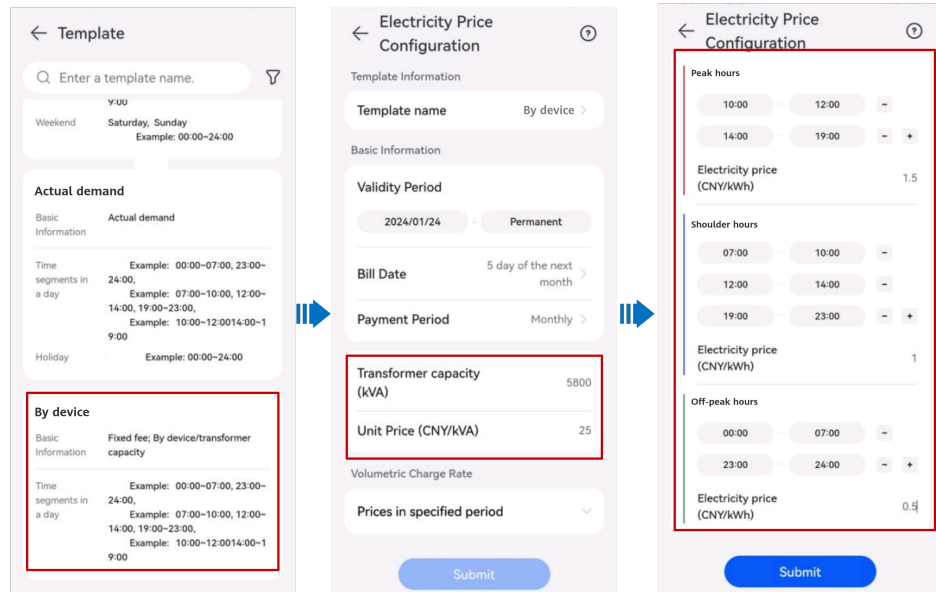 Template
Enter a template name.
9:00
Weekend
Saturday, Sunday
Example: 00:00~24:00
Actual demand
Basic Information
Actual demand
Time segments in a day
Example: 00:00~07:00, 23:00~
24:00,
Example: 07:00~10:00, 12:00~
14:00, 19:00~23:00,
Example: 10:00~12:0014:00~1
9:00
Holiday
Example: 00:00~24:00
By device
Basic Information
Fixed fee; By device/transformer
capacity
Time segments in a day
Example: 00:00~07:00, 23:00~
24:00,
Example: 07:00~10:00, 12:00~
14:00, 19:00~23:00,
Example: 10:00~12:0014:00~1
9:00
Electricity Price
Configuration
Template Information
Template name By device >
Basic Information
Validity Period
2024/01/24 - Permanent
Bill Date
5 day of the next
month >
Payment Period Monthly >
Transformer capacity
(kVA)
5800
Unit Price (CNY/kVA) 25
Volumetric Charge Rate
Prices in specified period
Submit
Electricity Price
Configuration
Peak hours
10:00 - 12:00 -
14:00 - 19:00 - +
Electricity price
(CNY/kWh)
1.5
Shoulder hours
07:00 - 10:00 -
12:00 - 14:00 -
19:00 - 23:00 - +
Electricity price
(CNY/kWh)
1
Off-peak hours
00:00 - 07:00 -
23:00 - 24:00 - +
Electricity price
(CNY/kWh)
0.5
Submit